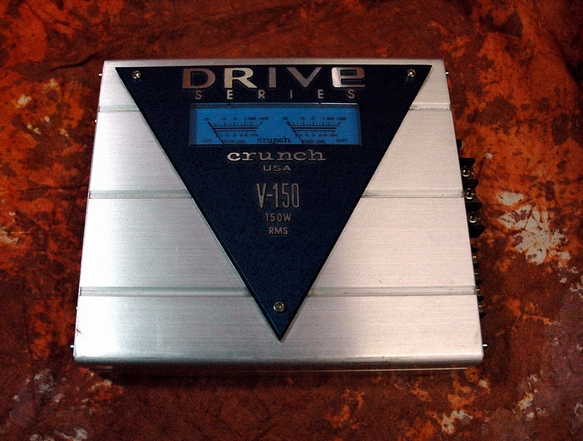 DRIVE
SERIES
crunch
crunch
USA
V-150
150W
RMS